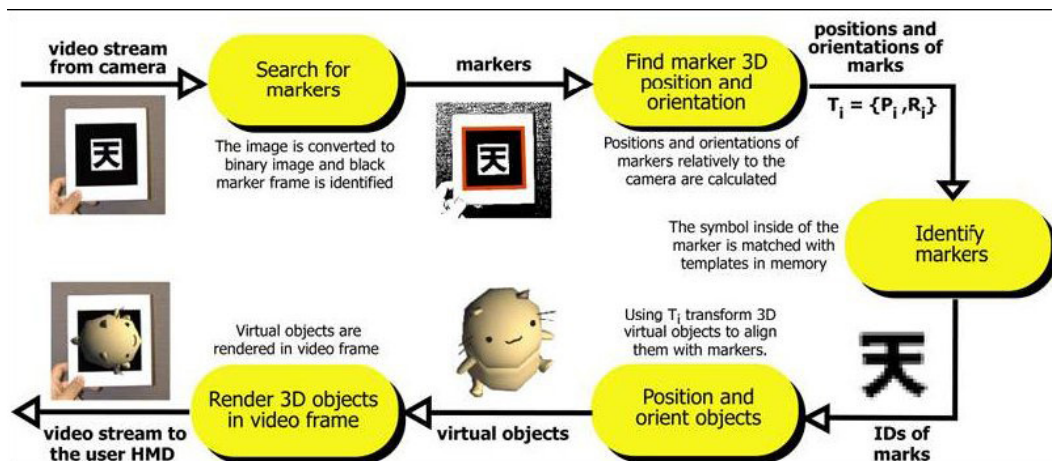 video stream
from camera
天
Search for
markers
The image is converted to
binary image and black
marker frame is identified
markers
天
Find marker 3D
position and
orientation
Positions and orientations of
markers relatively to the
camera are calculated
positions and
orientations of
marks
Ti = {Pi ,Ri}
The symbol inside of the
marker is matched with
templates in memory
Identify
markers
天
IDs of
marks
Using Ti transform 3D
virtual objects to align
them with markers.
Position and
orient objects
virtual objects
Virtual objects are
rendered in video frame
Render 3D objects
in video frame
video stream to
the user HMD